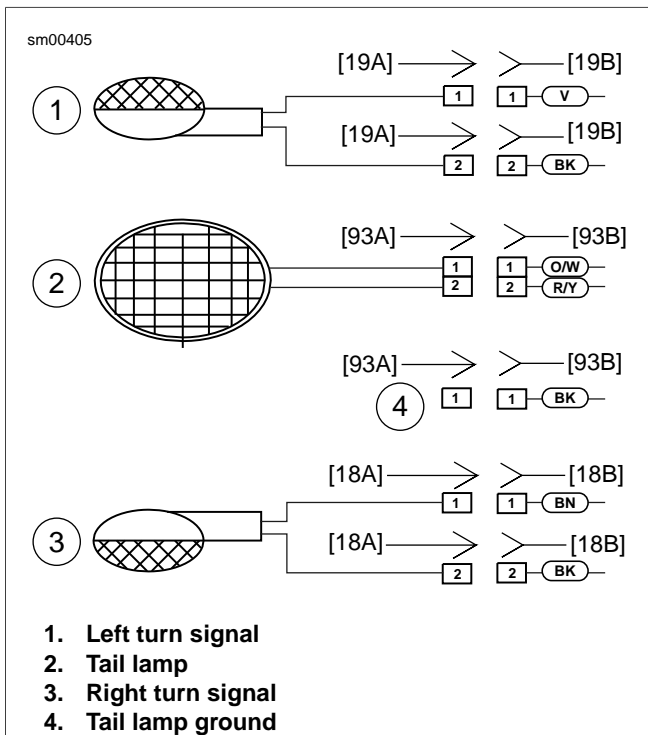 sm00405
[19A] [19B]
1 1 1 V
[19A] [19B]
2 2 BK
[93A] [93B]
2 1 1 O/W
2 2 R/Y
[93A] [93B]
4 1 1 BK
[18A] [18B]
1 1 BN
3 [18A] [18B]
2 2 BK
1. Left turn signal
2. Tail lamp
3. Right turn signal
4. Tail lamp ground